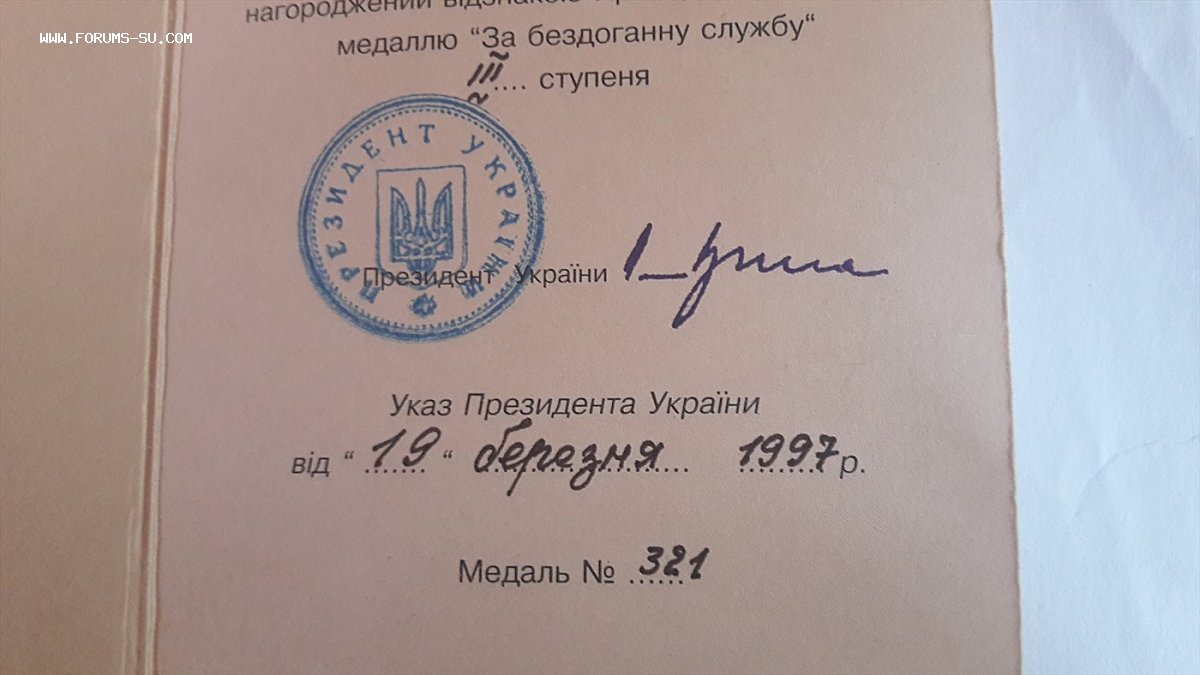 WWW.FORUMS-SU.COM
нагороджений відзнакою
медаллю “За бездоганну службу“
III.... ступеня
ПРЕЗИДЕНТ УКРАЇНИ
Президент України
Указ Президента України
від “ 19 “ березня 1997 р.
Медаль № 321